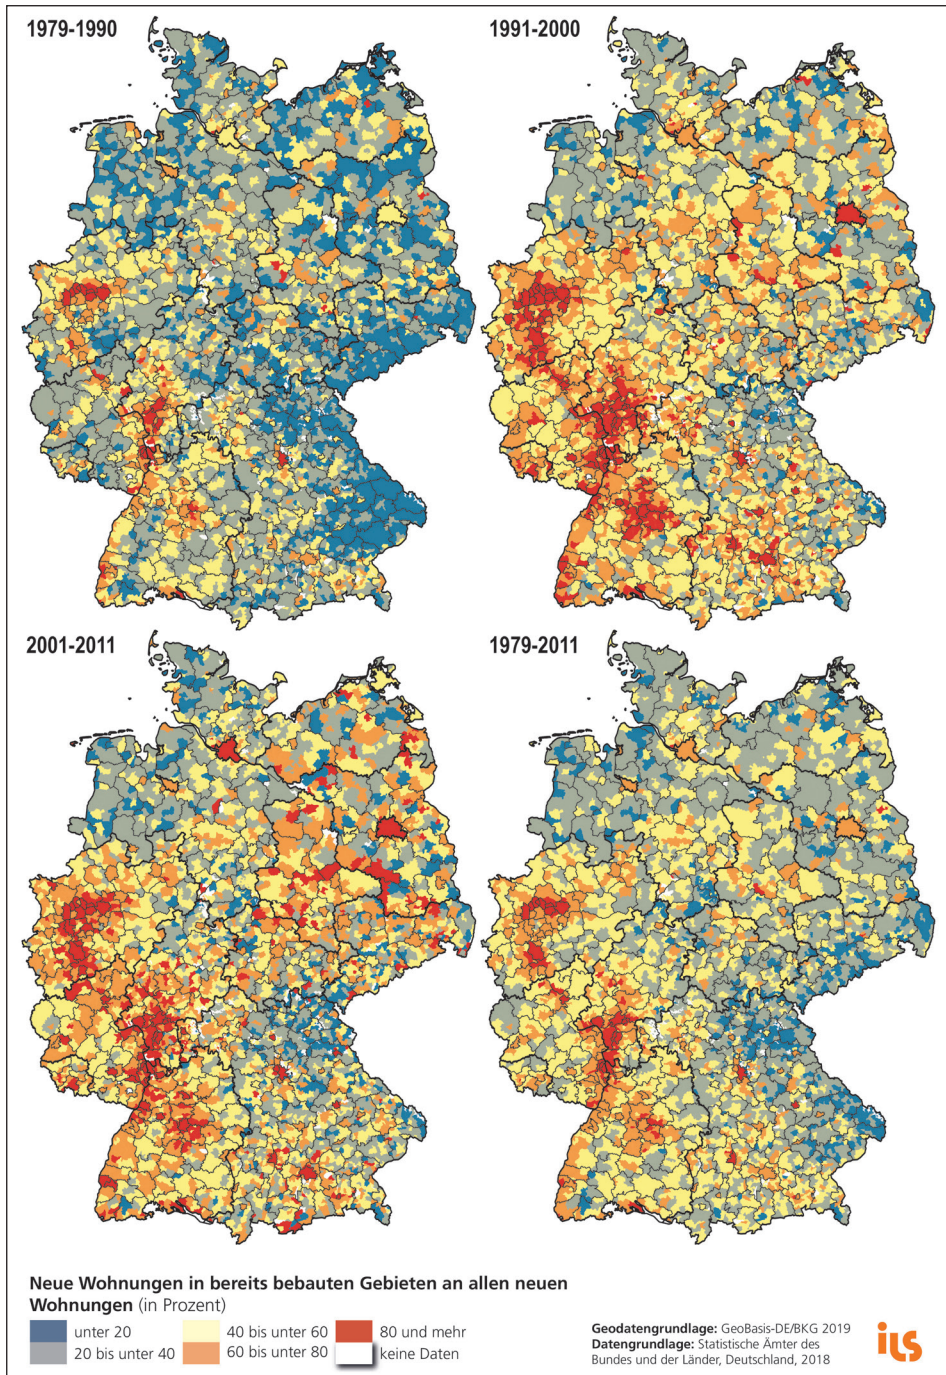 1979-1990
1991-2000
2001-2011
1979-2011
Neue Wohnungen in bereits bebauten Gebieten an allen neuen
Wohnungen (in Prozent)
unter 20
20 bis unter 40
40 bis unter 60
60 bis unter 80
80 und mehr
keine Daten
Geodatengrundlage: GeoBasis-DE/BKG 2019
Datengrundlage: Statistische Ämter des
Bundes und der Länder, Deutschland, 2018
ils